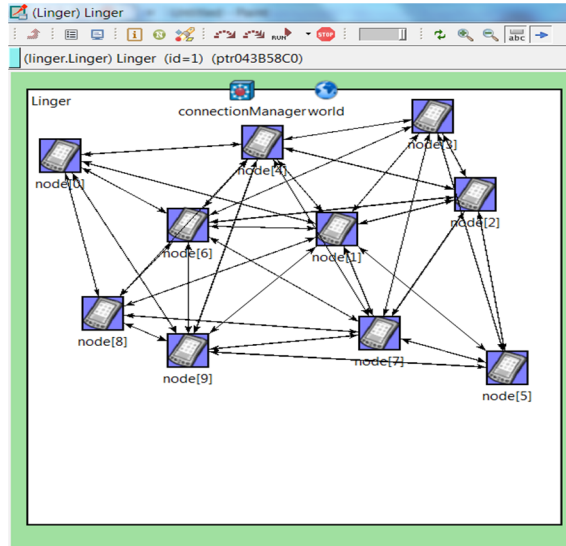 (Linger) Linger
RUN
STOP
abc
(linger.Linger) Linger (id=1) (ptr043B58C0)
Linger
connectionManager world
node[3]
node[4]
node[0]
node[2]
node[6]
node[1]
node[8]
node[7]
node[9]
node[5]